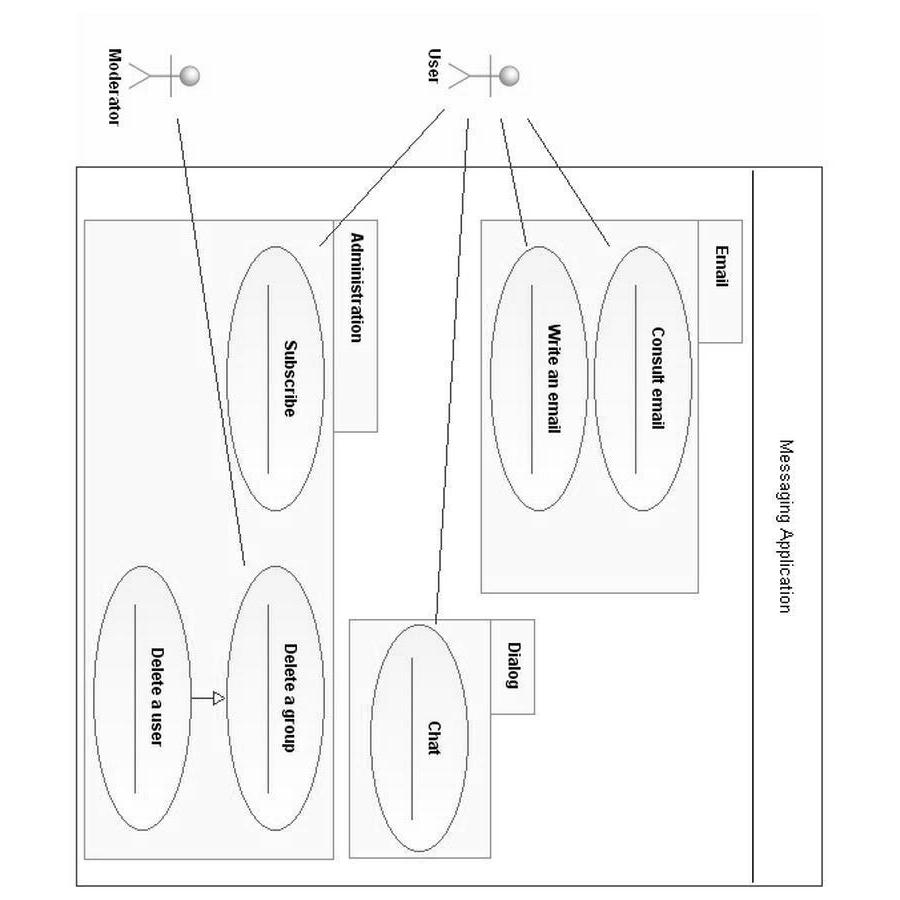 Messaging Application
Email
Consult email
Write an email
User
Dialog
Chat
Administration
Subscribe
Delete a group
Moderator
Delete a user